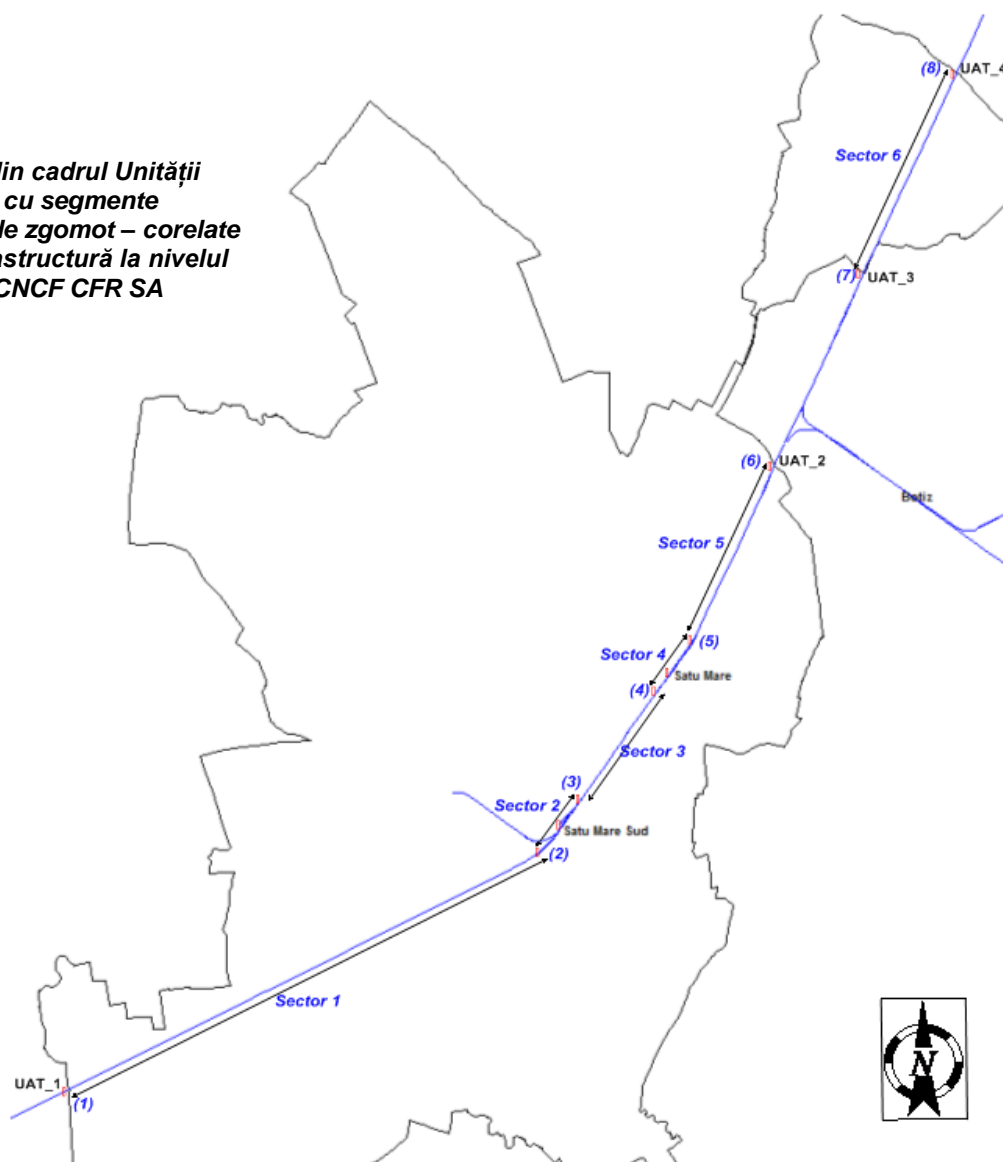 (8) UAT_4
Sector 6
din cadrul Unității
cu segmente
de zgomot – corelate
astructură la nivelul
CNCF CFR SA
(7) UAT_3
(6) UAT_2
Botiz
Sector 5
(5)
Sector 4
Satu Mare
(4)
Sector 3
(3)
Sector 2
Satu Mare Sud
(2)
Sector 1
N
UAT_1
(1)